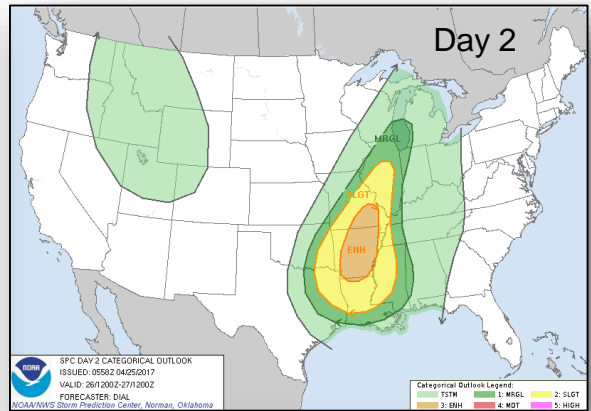 Day 2
MRGL
SLGT
ENH
NOAA
SPC DAY 2 CATEGORICAL OUTLOOK
ISSUED: 0558Z 04/25/2017
VALID: 26/1200Z-27/1200Z
FORECASTER: DIAL
NOAA/NWS Storm Prediction Center, Norman, Oklahoma
Categorical Outlook Legend:
TSTM 1: MRGL 2: SLGT
3: ENH 4: MDT 5: HIGH